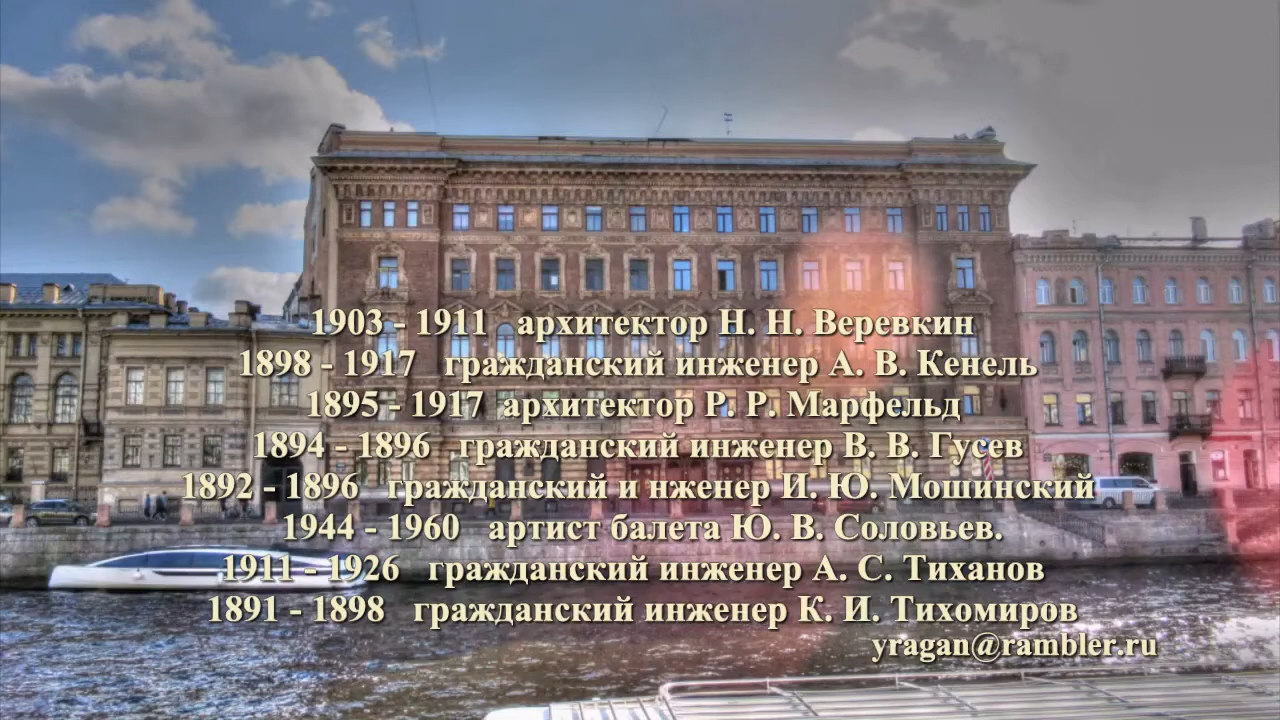 1903 - 1911 архитектор Н. Н. Веревкин
1898 - 1917 гражданский инженер А. В. Кенель
1895 - 1917 архитектор Р. Р. Марфельд
1894 - 1896 гражданский инженер В. В. Гусев
1892 - 1896 гражданский и нженер И. Ю. Мошинский
1944 - 1960 артист балета Ю. В. Соловьев.
1911 - 1926 гражданский инженер А. С. Тиханов
1891 - 1898 гражданский инженер К. И. Тихомиров
yragan@rambler.ru